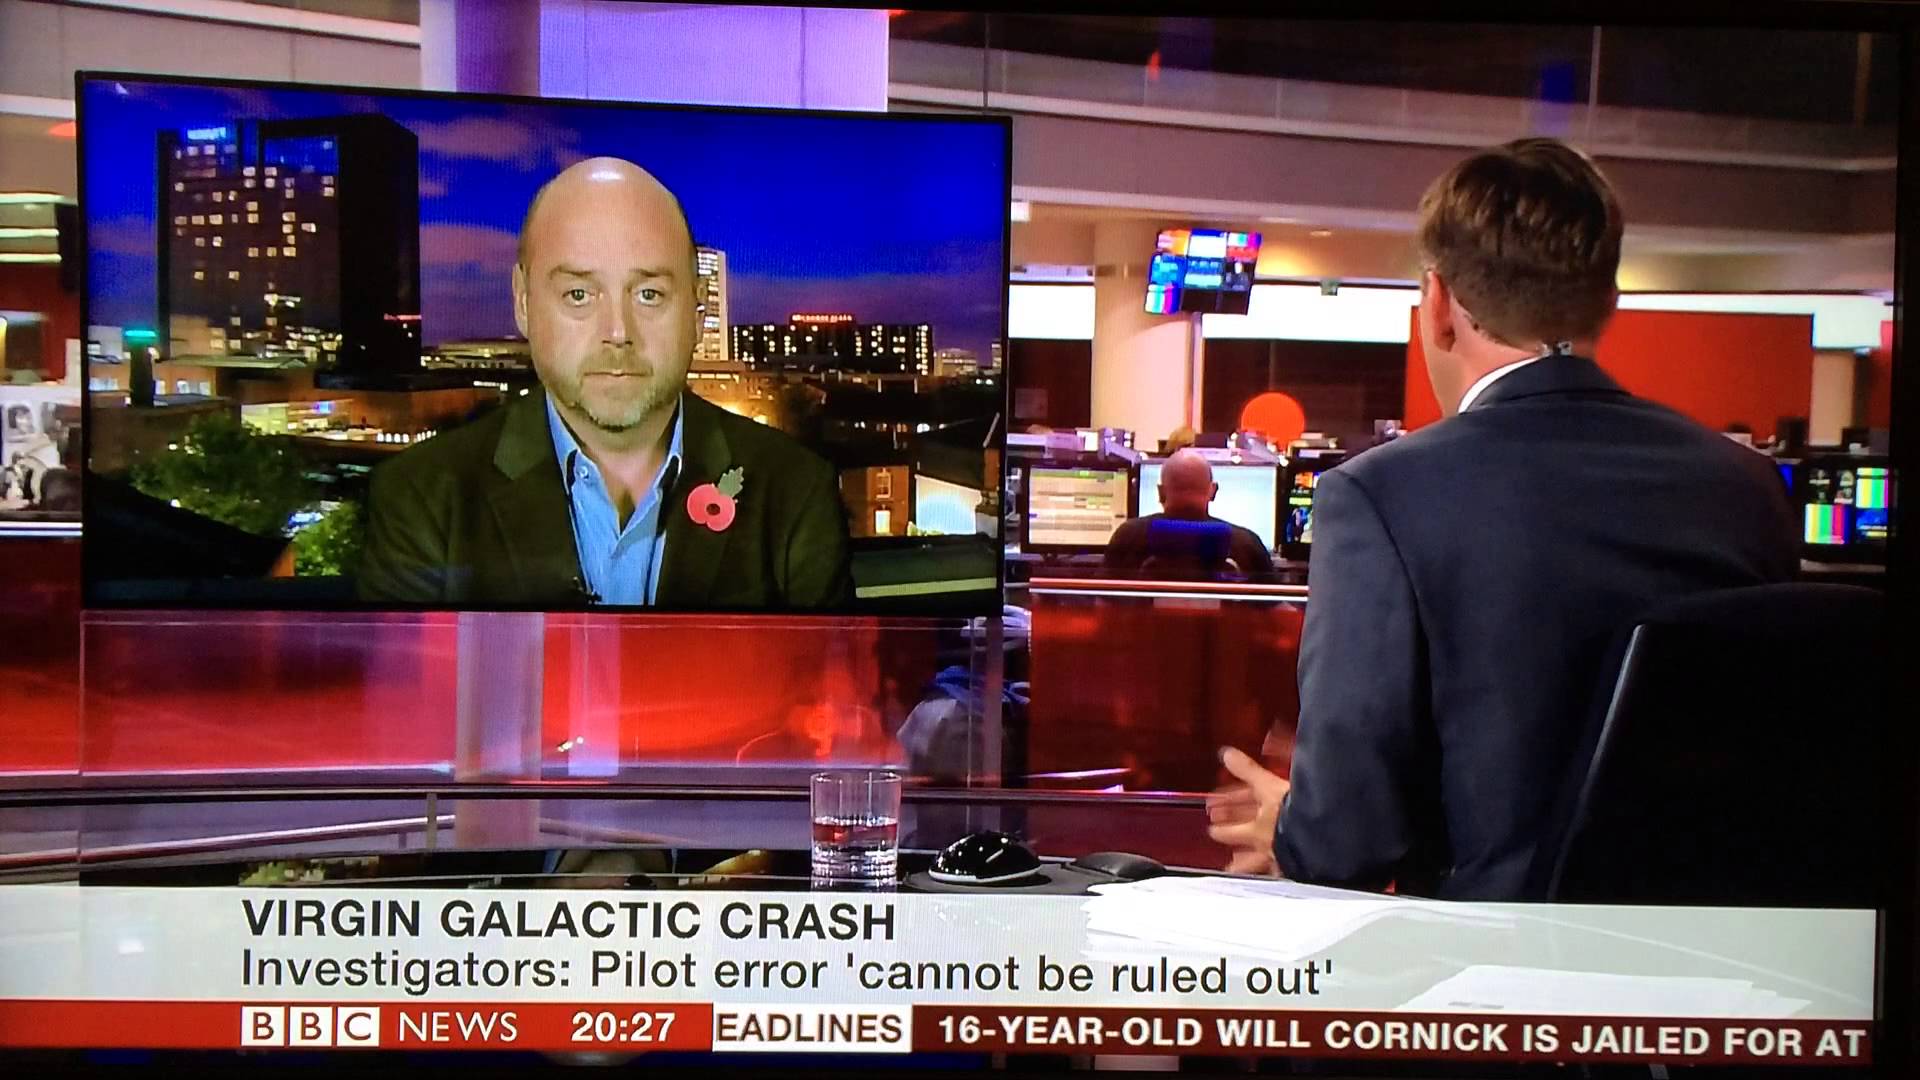 VIRGIN GALACTIC CRASH
Investigators: Pilot error 'cannot be ruled out'
BBC NEWS 20:27 EADLINES 16-YEAR-OLD WILL CORNICK IS JAILED FOR AT